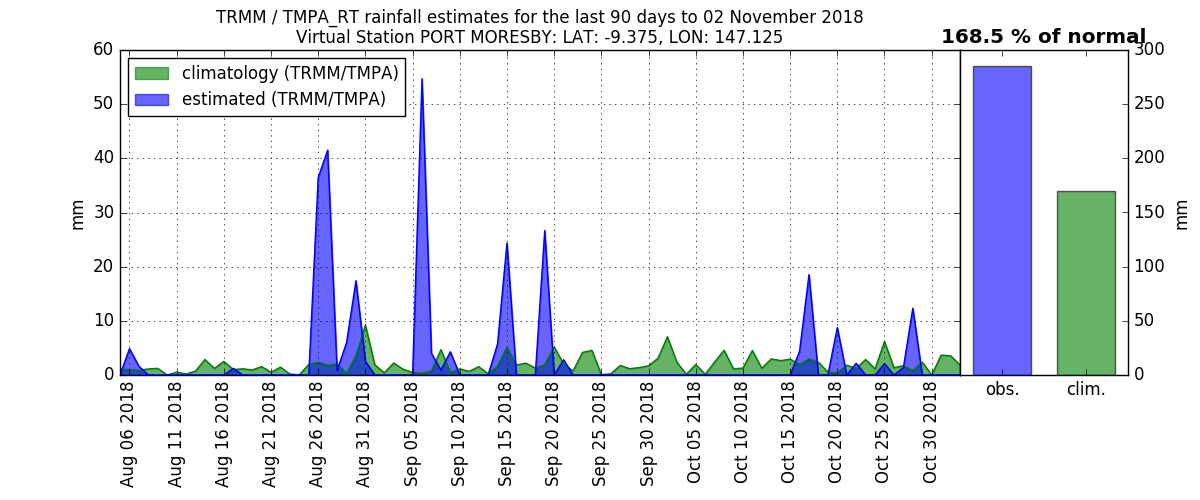 TRMM / TMPA_RT rainfall estimates for the last 90 days to 02 November 2018
Virtual Station PORT MORESBY: LAT: -9.375, LON: 147.125
168.5 % of normal
climatology (TRMM/TMPA)
estimated (TRMM/TMPA)
60
50
40
30
20
10
0
mm
300
250
200
150
100
50
0
mm
Aug 06 2018
Aug 11 2018
Aug 16 2018
Aug 21 2018
Aug 26 2018
Aug 31 2018
Sep 05 2018
Sep 10 2018
Sep 15 2018
Sep 20 2018
Sep 25 2018
Sep 30 2018
Oct 05 2018
Oct 10 2018
Oct 15 2018
Oct 20 2018
Oct 25 2018
Oct 30 2018
obs.
clim.